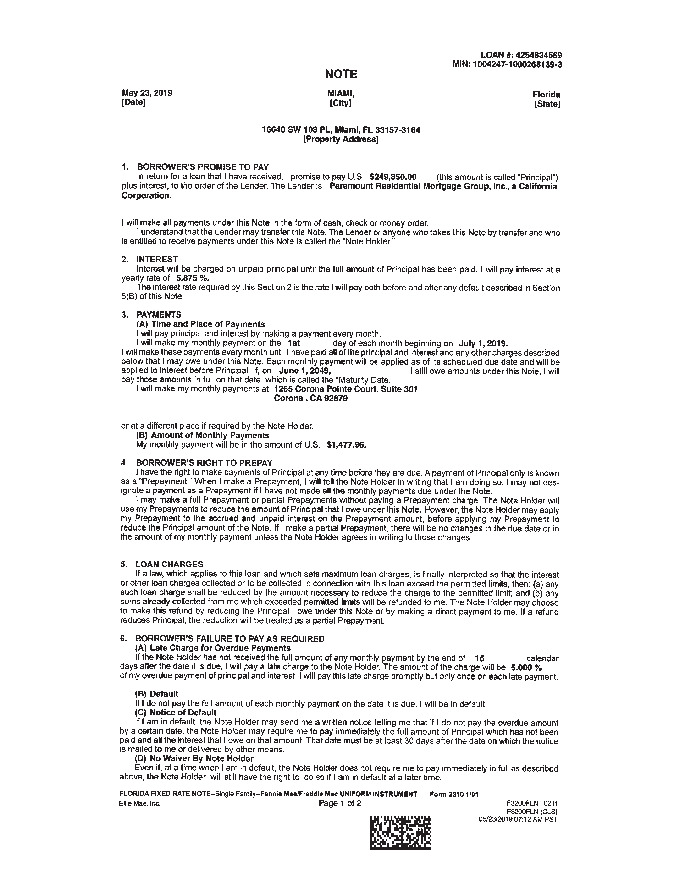 LOAN #: 4254834569
MIN: 1004247-1000268139-3
NOTE
May 23, 2019 MIAMI, Florida
[Date] [City] [State]
16640 SW 103 PL, Miami, FL 33157-3164
[Property Address]
1. BORROWER'S PROMISE TO PAY
In return for a loan that I have received, I promise to pay U.S. $249,850.00 (this amount is called "Principal")
plus interest, to the order of the Lender. The Lender is Paramount Residential Mortgage Group, Inc., a California
Corporation.
I will make all payments under this Note in the form of cash, check or money order.
I understand that the Lender may transfer this Note. The Lender or anyone who takes this Note by transfer and who
is entitled to receive payments under this Note is called the "Note Holder."
2. INTEREST
Interest will be charged on unpaid principal until the full amount of Principal has been paid. I will pay interest at a
yearly rate of 5.875 %.
The interest rate required by this Section 2 is the rate I will pay both before and after any default described in Section
6(B) of this Note.
3. PAYMENTS
(A) Time and Place of Payments
I will pay principal and interest by making a payment every month.
I will make my monthly payment on the 1st day of each month beginning on July 1, 2019.
I will make these payments every month until I have paid all of the principal and interest and any other charges described
below that I may owe under this Note. Each monthly payment will be applied as of its scheduled due date and will be
applied to interest before Principal. If, on June 1, 2049, I still owe amounts under this Note, I will
pay those amounts in full on that date, which is called the "Maturity Date.
I will make my monthly payments at 1265 Corona Pointe Court, Suite 301
Corona, CA 92879
or at a different place if required by the Note Holder.
(B) Amount of Monthly Payments
My monthly payment will be in the amount of U.S. $1,477.96.
4. BORROWER'S RIGHT TO PREPAY
I have the right to make payments of Principal at any time before they are due. A payment of Principal only is known
as a "Prepayment." When I make a Prepayment, I will tell the Note Holder in writing that I am doing so. I may not des-
ignate a payment as a Prepayment if I have not made all the monthly payments due under the Note.
I may make a full Prepayment or partial Prepayments without paying a Prepayment charge. The Note Holder will
use my Prepayments to reduce the amount of Principal that I owe under this Note. However, the Note Holder may apply
my Prepayment to the accrued and unpaid interest on the Prepayment amount, before applying my Prepayment to
reduce the Principal amount of the Note. If I make a partial Prepayment, there will be no changes in the due date or in
the amount of my monthly payment unless the Note Holder agrees in writing to those changes.
5. LOAN CHARGES
If a law, which applies to this loan and which sets maximum loan charges, is finally interpreted so that the interest
or other loan charges collected or to be collected in connection with this loan exceed the permitted limits, then: (a) any
such loan charge shall be reduced by the amount necessary to reduce the charge to the permitted limit; and (b) any
sums already collected from me which exceeded permitted limits will be refunded to me. The Note Holder may choose
to make this refund by reducing the Principal I owe under this Note or by making a direct payment to me. If a refund
reduces Principal, the reduction will be treated as a partial Prepayment.
6. BORROWER'S FAILURE TO PAY AS REQUIRED
(A) Late Charge for Overdue Payments
If the Note Holder has not received the full amount of any monthly payment by the end of 15 calendar
days after the date it is due, I will pay a late charge to the Note Holder. The amount of the charge will be 5.000 %
of my overdue payment of principal and interest. I will pay this late charge promptly but only once on each late payment.
(B) Default
If I do not pay the full amount of each monthly payment on the date it is due, I will be in default.
(C) Notice of Default
If I am in default, the Note Holder may send me a written notice telling me that if I do not pay the overdue amount
by a certain date, the Note Holder may require me to pay immediately the full amount of Principal which has not been
paid and all the interest that I owe on that amount. That date must be at least 30 days after the date on which the notice
is mailed to me or delivered by other means.
(D) No Waiver By Note Holder
Even if, at a time when I am in default, the Note Holder does not require me to pay immediately in full as described
above, the Note Holder will still have the right to do so if I am in default at a later time.
FLORIDA FIXED RATE NOTE--Single Family--Fannie Mae/Freddie Mac UNIFORM INSTRUMENT Form 3210 1/01
Ellie Mae, Inc. Page 1 of 2 F3200FLN 0211
F3200FLN (CLS)
05/23/2019 07:12 AM PST